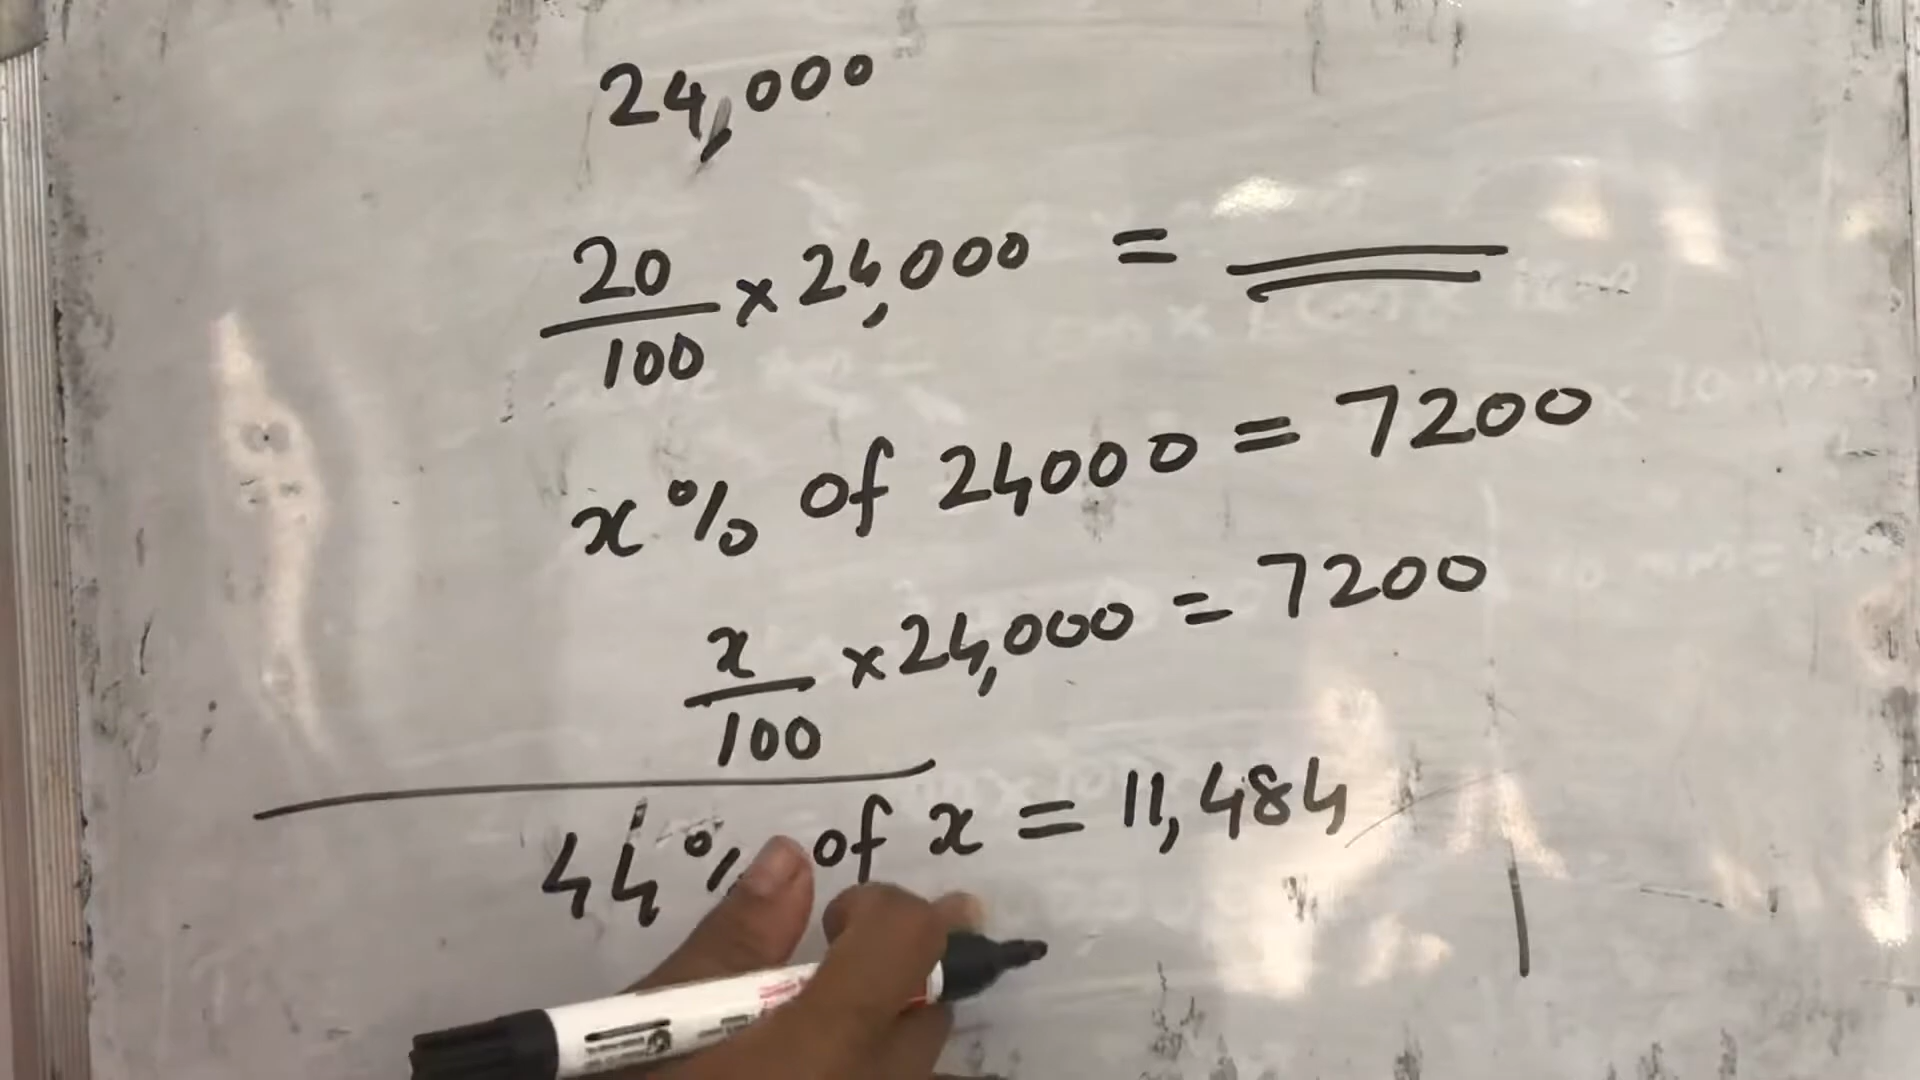 24,000
20/100 × 24,000 =
x% of 24000 = 7200
x/100 × 24,000 = 7200
44% of x = 11,484